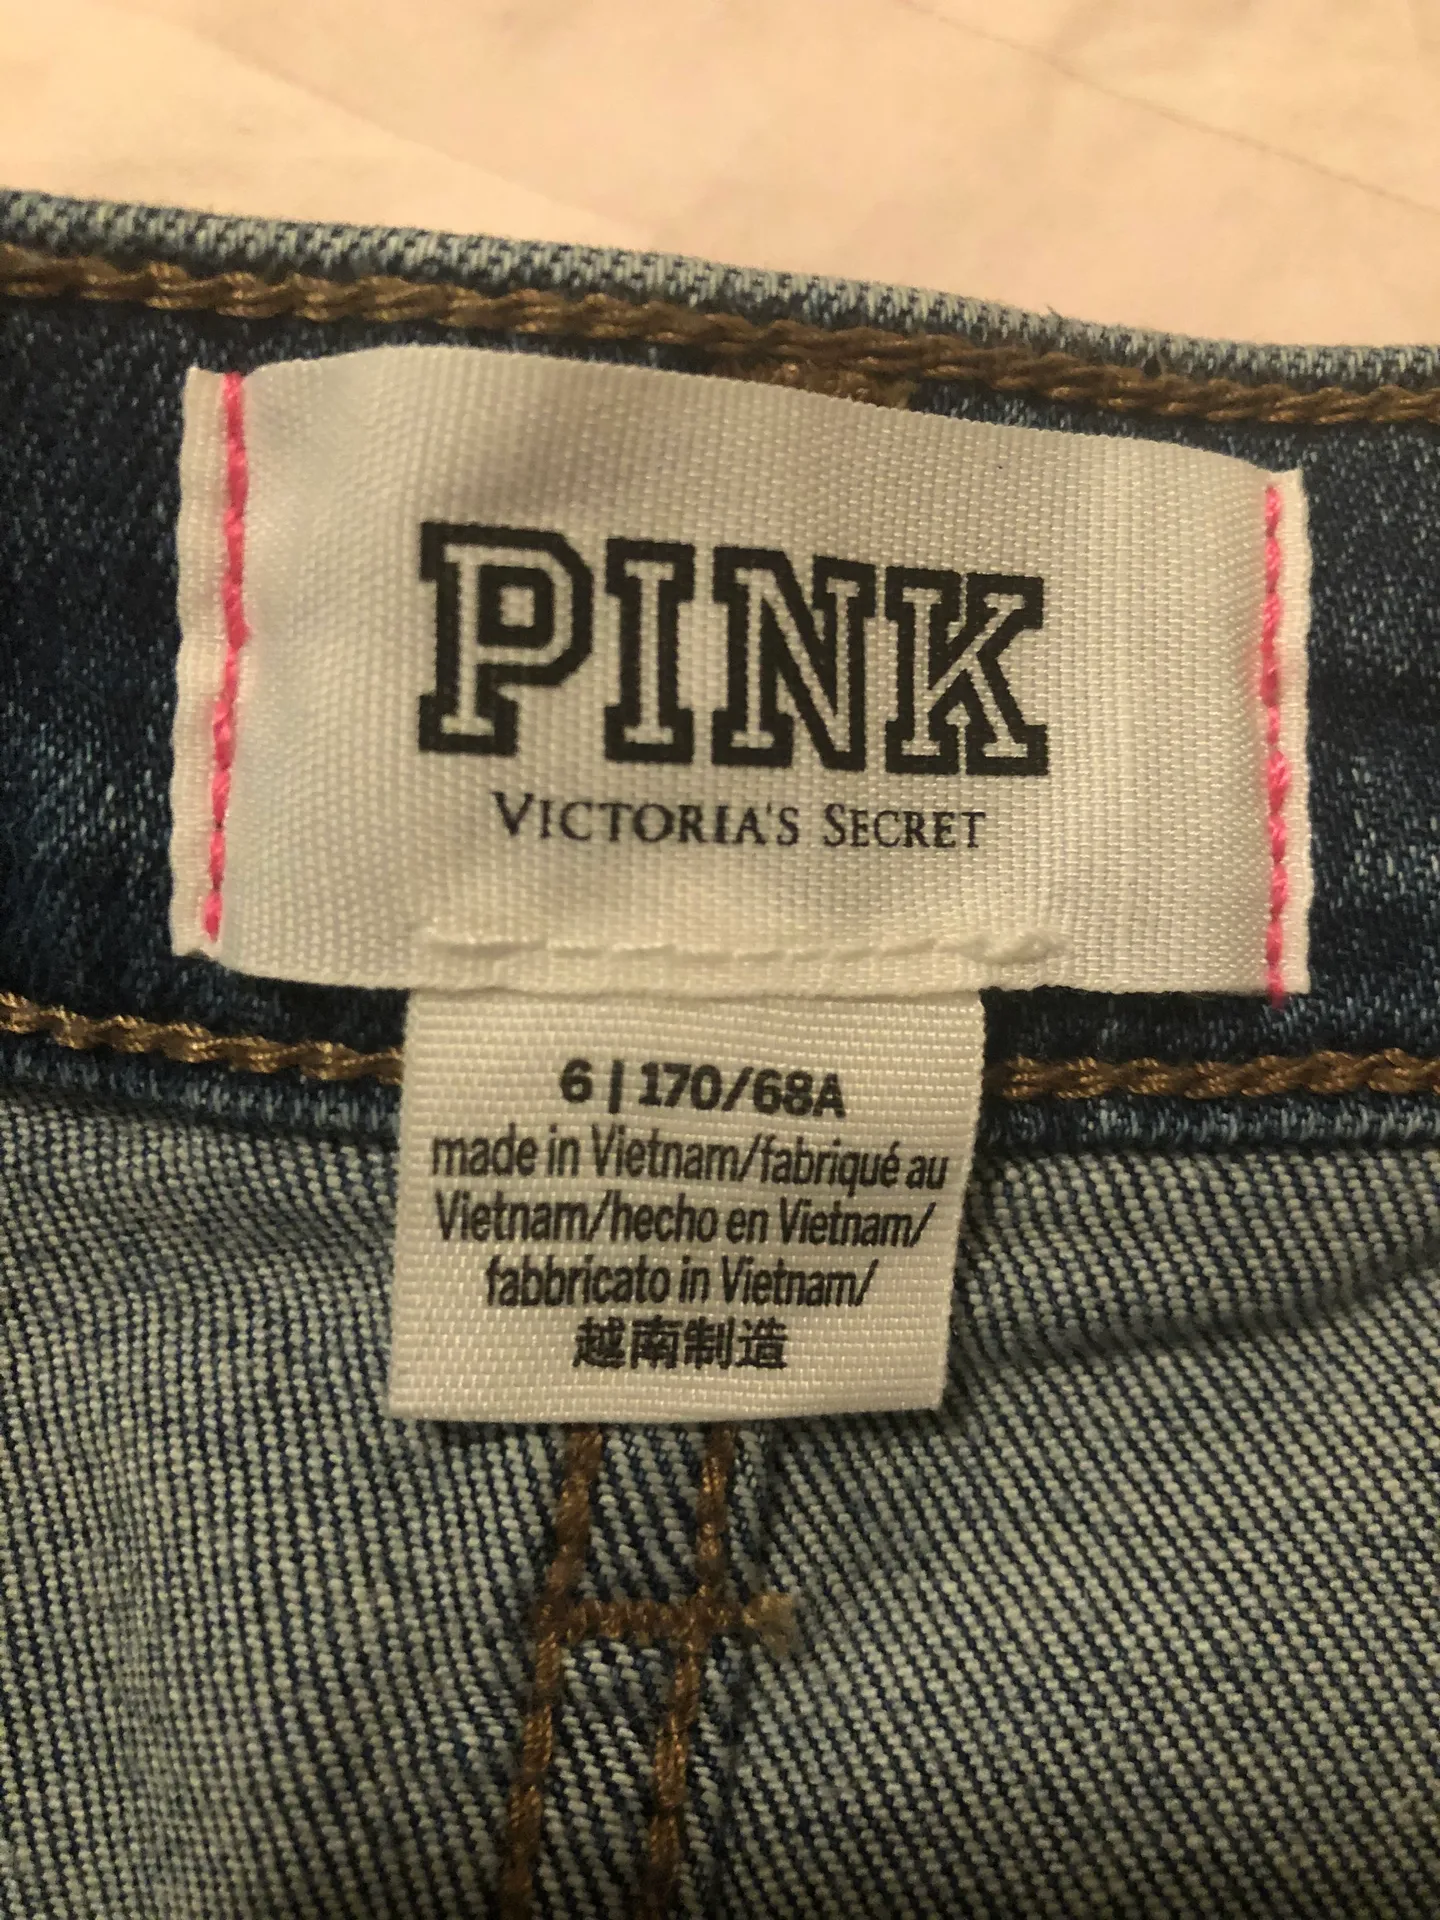 PINK
VICTORIA'S SECRET
6 | 170/68A
made in Vietnam/fabriqué au
Vietnam/hecho en Vietnam/
fabbricato in Vietnam/
越南制造